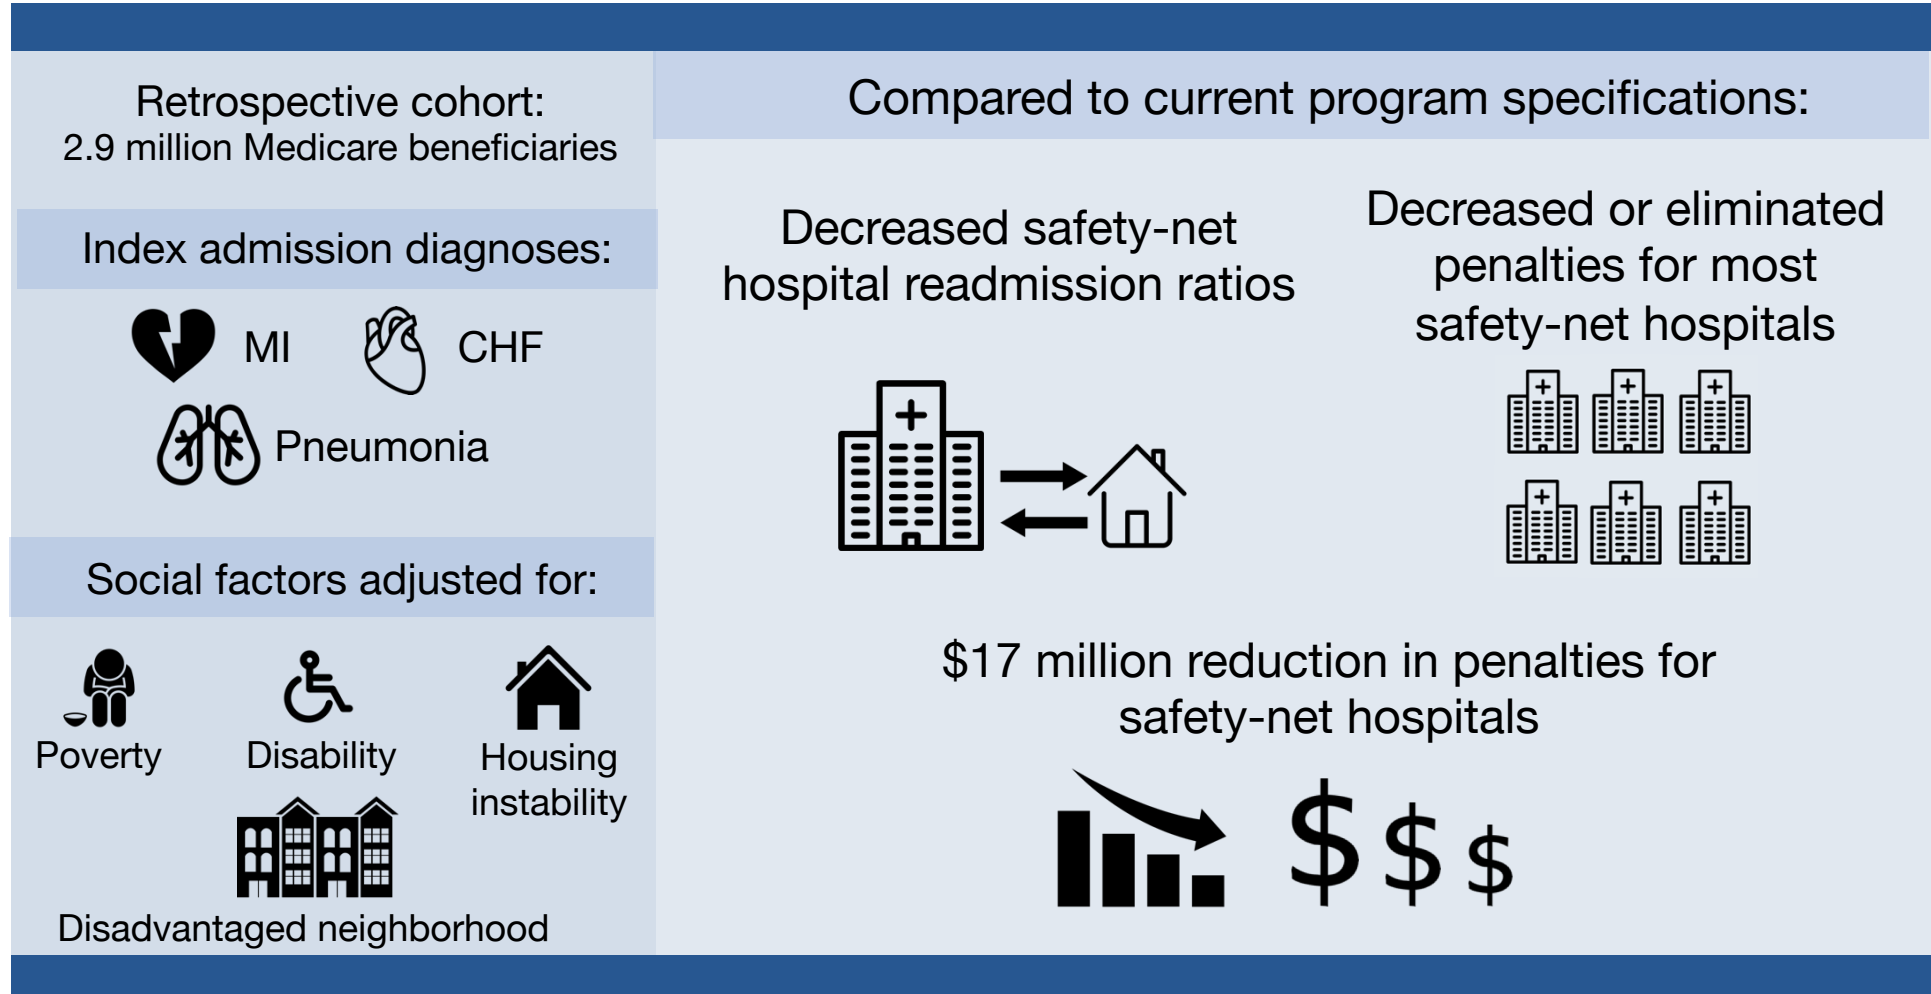 Retrospective cohort:
2.9 million Medicare beneficiaries
Index admission diagnoses:
MI
CHF
Pneumonia
Social factors adjusted for:
Poverty
Disability
Housing
instability
Disadvantaged neighborhood
Compared to current program specifications:
Decreased safety-net
hospital readmission ratios
Decreased or eliminated
penalties for most
safety-net hospitals
$17 million reduction in penalties for
safety-net hospitals
$ $ $